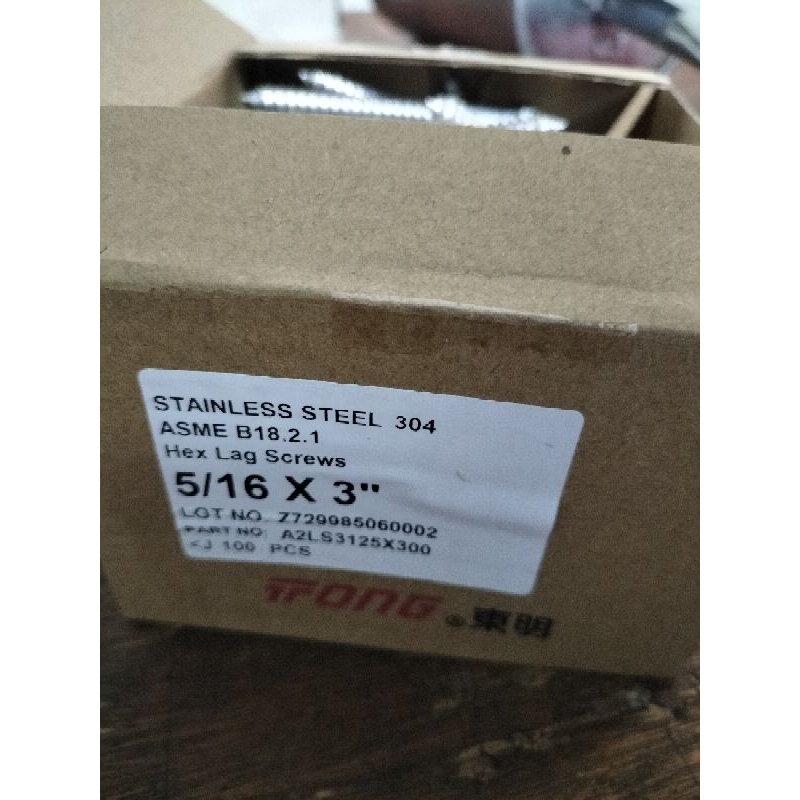 STAINLESS STEEL 304
ASME B18.2.1
Hex Lag Screws
5/16 X 3"
LOT NO. Z729985060002
PART NO: A2LS3125X300
100 PCS
TONG ® 東明